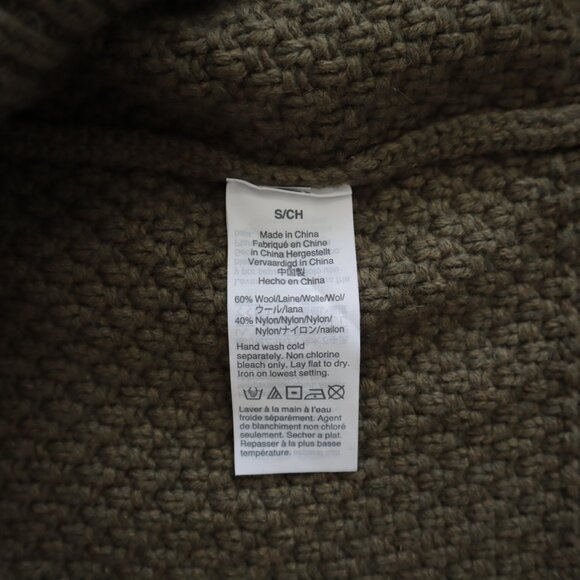 S/CH
Made in China
Fabriqué en Chine
in China Hergestellt
Vervaardigd in China
中国製
Hecho en China
60% Wool/Laine/Wolle/Wol/
ウール/lana
40% Nylon/Nylon/Nylon/
Nylon/ナイロン/nailon
Hand wash cold
separately. Non chlorine
bleach only. Lay flat to dry.
Iron on lowest setting.
Laver à la main à l'eau
froide séparément. Agent
de blanchiment non chloré
seulement. Secher a plat.
Repasser à la plus basse
température.